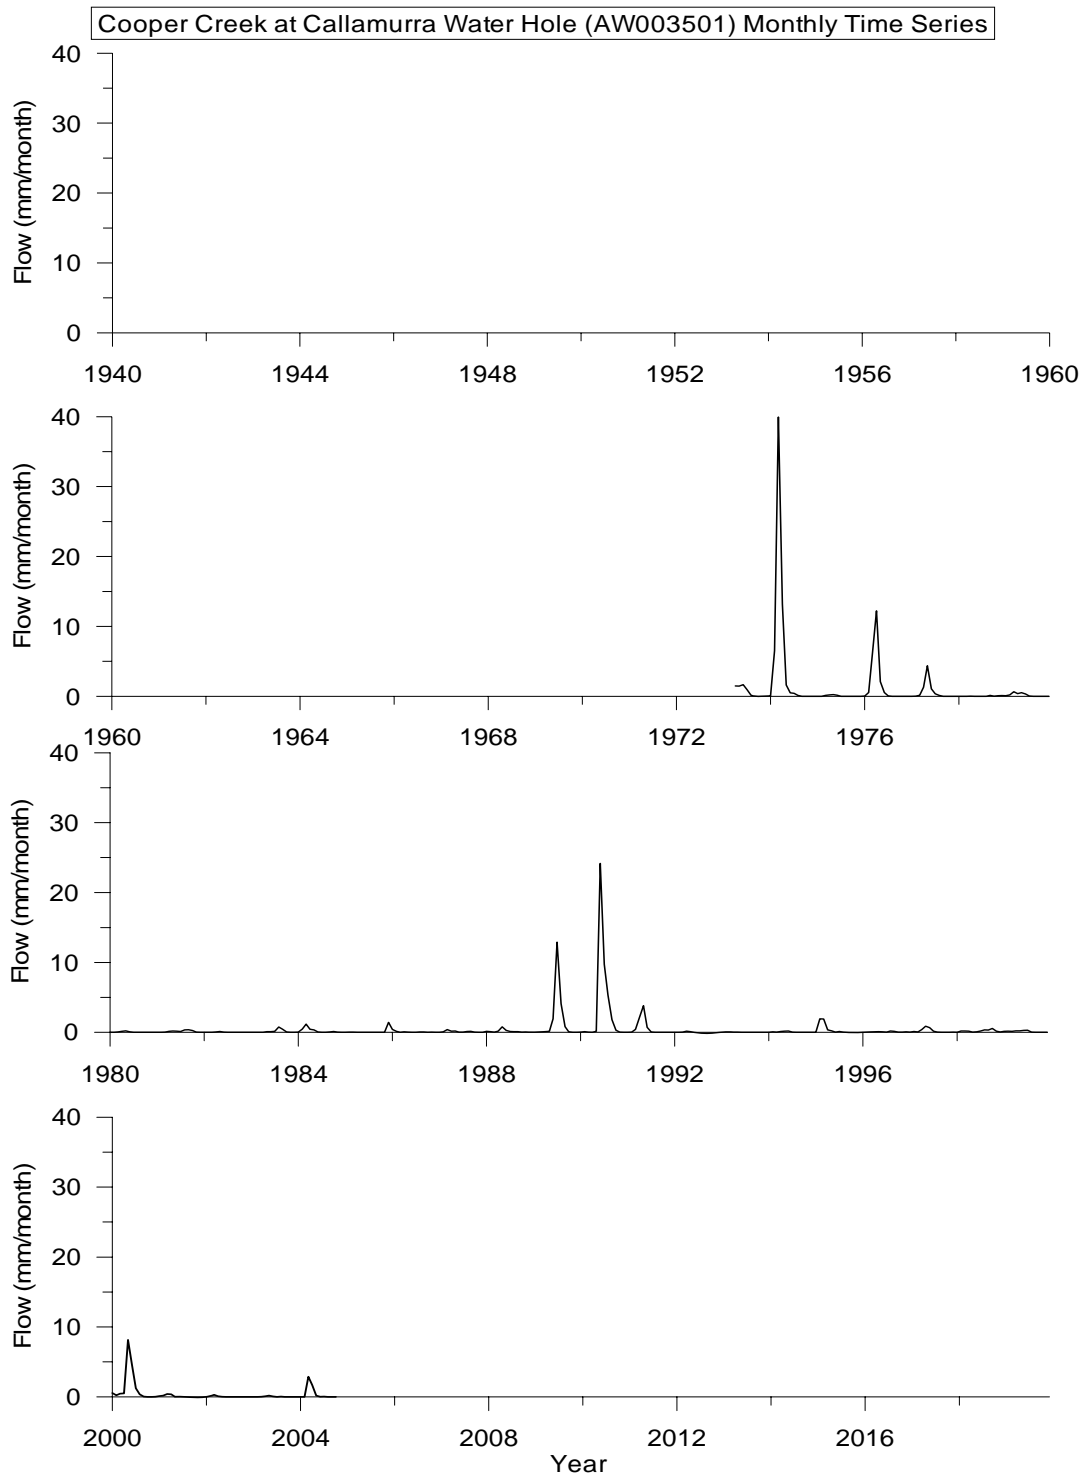 Cooper Creek at Callamurra Water Hole (AW003501) Monthly Time Series
40
30
20
10
0
Flow (mm/month)
1940 1944 1948 1952 1956 1960
40
30
20
10
0
Flow (mm/month)
1960 1964 1968 1972 1976
40
30
20
10
0
Flow (mm/month)
1980 1984 1988 1992 1996
40
30
20
10
0
Flow (mm/month)
2000 2004 2008 2012 2016
Year